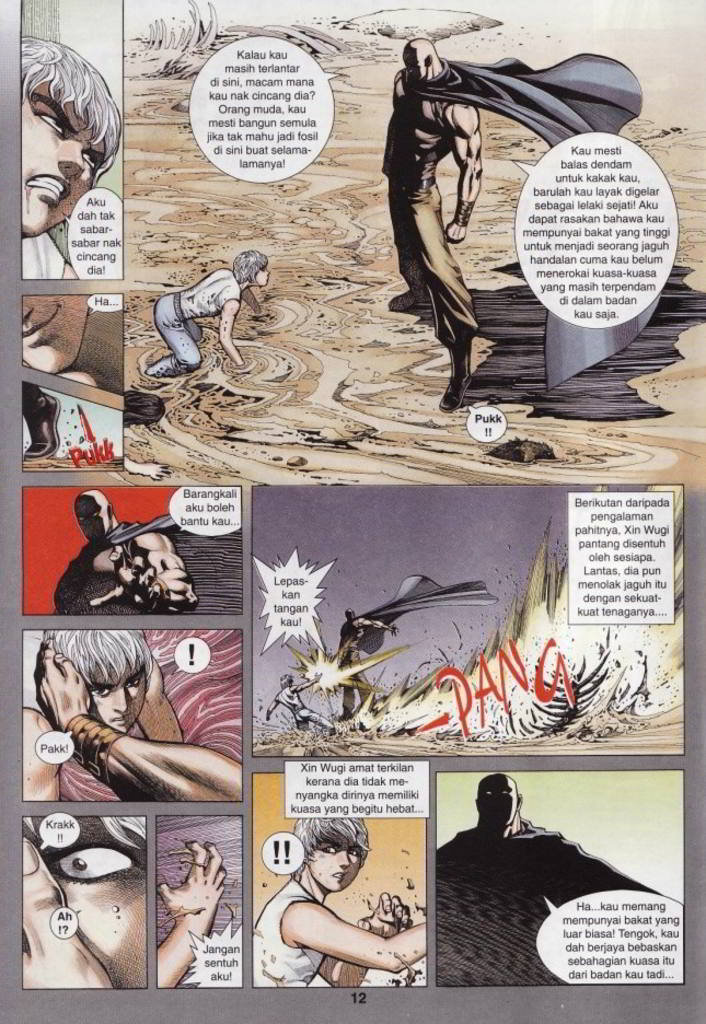 Aku
dah tak
sabar-
sabar nak
cincang
dia!
Kalau kau
masih terlantar
di sini, macam mana
kau nak cincang dia?
Orang muda, kau
mesti bangun semula
jika tak mahu jadi fosil
di sini buat selama-
lamanya!
Kau mesti
balas dendam
untuk kakak kau,
barulah kau layak digelar
sebagai lelaki sejati! Aku
dapat rasakan bahawa kau
mempunyai bakat yang tinggi
untuk menjadi seorang jaguh
handalan cuma kau belum
menerokai kuasa-kuasa
yang masih terpendam
di dalam badan
kau saja.
Ha...
Pukk
Pukk
!!
Barangkali
aku boleh
bantu kau...
Lepas-
kan
tangan
kau!
Berikutan daripada
pengalaman
pahitnya, Xin Wugi
pantang disentuh
oleh sesiapa.
Lantas, dia pun
menolak jaguh itu
dengan sekuat-
kuat tenaganya....
PANG
!
Pakk!
Krakk
!!
Ah
!?
Jangan
sentuh
aku!
Xin Wugi amat terkilan
kerana dia tidak me-
nyangka dirinya memiliki
kuasa yang begitu hebat...
!!
Ha...kau memang
mempunyai bakat yang
luar biasa! Tengok, kau
dah berjaya bebaskan
sebahagian kuasa itu
dari badan kau tadi...
12